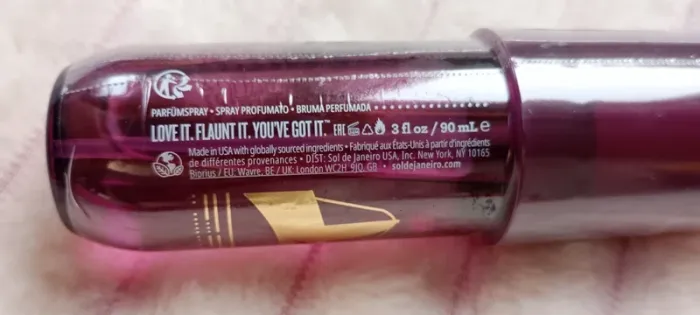 PARFÜMSPRAY • SPRAY PROFUMATO • BRUMA PERFUMADA
LOVE IT. FLAUNT IT. YOU'VE GOT IT.™ EAC 3 fl oz / 90 mL ℮
Made in USA with globally sourced ingredients • Fabriqué aux États-Unis à partir d'ingrédients
de différentes provenances • DIST: Sol de Janeiro USA, Inc. New York, NY 10165
Biorius / EU: Wavre, BE / UK: London WC2H 9JQ, GB • soldejaneiro.com